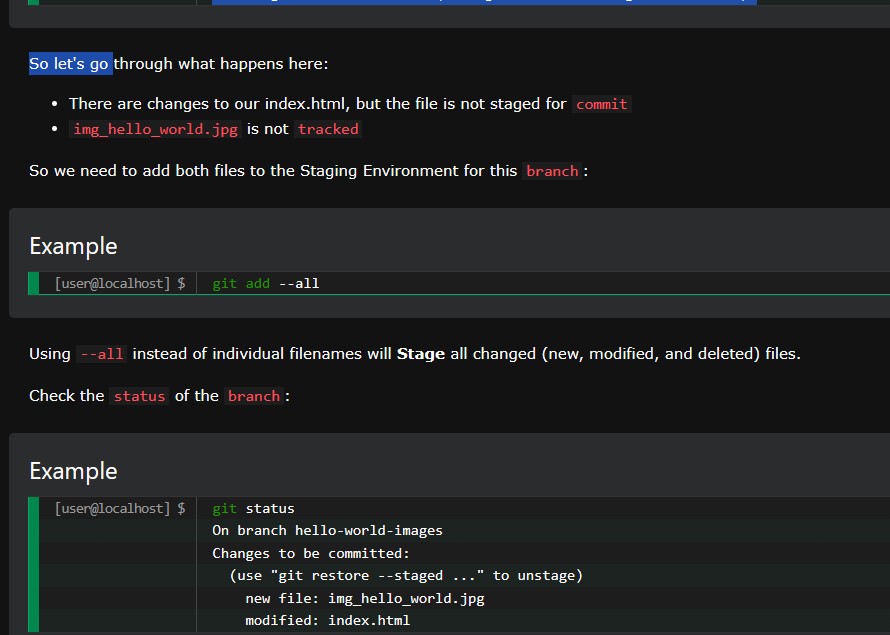 So let's go through what happens here:
There are changes to our index.html, but the file is not staged for commit
img_hello_world.jpg is not tracked
So we need to add both files to the Staging Environment for this branch:
Example
[user@localhost] $ git add --all
Using --all instead of individual filenames will Stage all changed (new, modified, and deleted) files.
Check the status of the branch:
Example
[user@localhost] $ git status
On branch hello-world-images
Changes to be committed:
(use "git restore --staged ..." to unstage)
new file: img_hello_world.jpg
modified: index.html